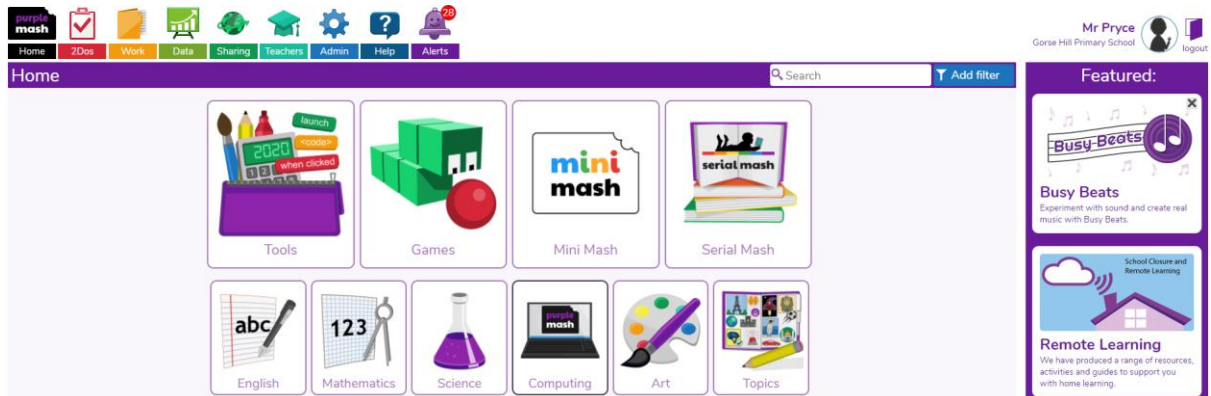 purple
mash
28
Home
2Dos
Work
Data
Sharing
Teachers
Admin
Help
Alerts
Mr Pryce
Gorse Hill Primary School
logout
Home
Search
Add filter
launch
<code>
when clicked
2020
Tools
Games
mini
mash
Mini Mash
serial mash
Serial Mash
abc
English
123
Mathematics
Science
purple
mash
Computing
Art
Topics
Featured:
Busy Beats
Busy Beats
Experiment with sound and create real
music with Busy Beats.
School Closure and
Remote Learning
Remote Learning
We have produced a range of resources,
activities and guides to support you
with home learning.